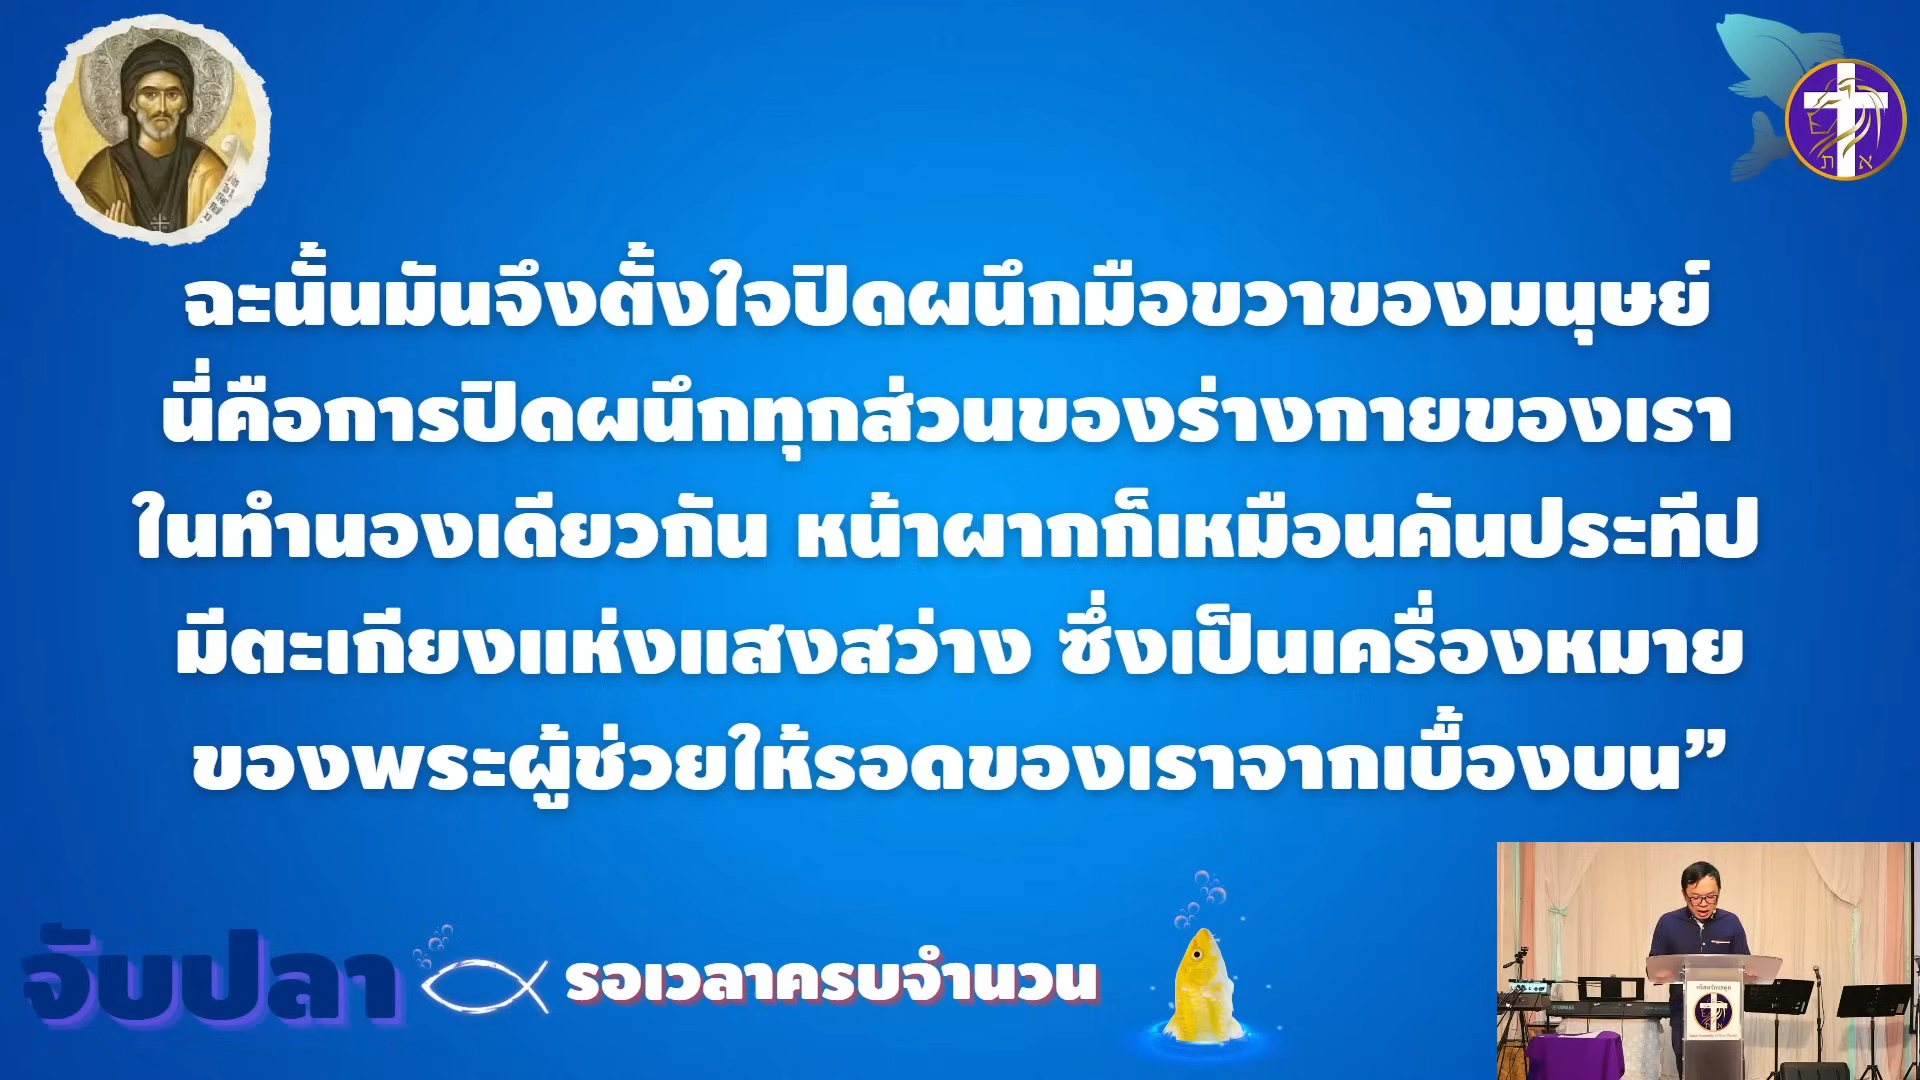 ฉะนั้นมันจึงตั้งใจปิดผนึกมือขวาของมนุษย์
นี่คือการปิดผนึกทุกส่วนของร่างกายของเรา
ในทำนองเดียวกัน หน้าผากก็เหมือนคันประทีป
มีตะเกียงแห่งแสงสว่าง ซึ่งเป็นเครื่องหมาย
ของพระผู้ช่วยให้รอดของเราจากเบื้องบน”
จับปลา
รอเวลาครบจำนวน
ת א